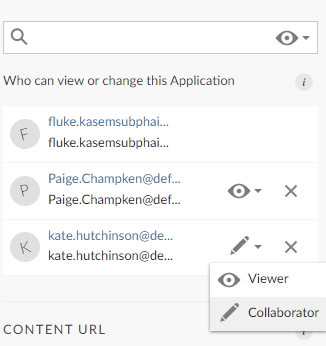 Who can view or change this Application
i
F
fluke.kasemsubphai...
fluke.kasemsubphai...
P
Paige.Champken@def...
Paige.Champken@def...
K
kate.hutchinson@de...
kate.hutchinson@de...
Viewer
Collaborator
CONTENT URL